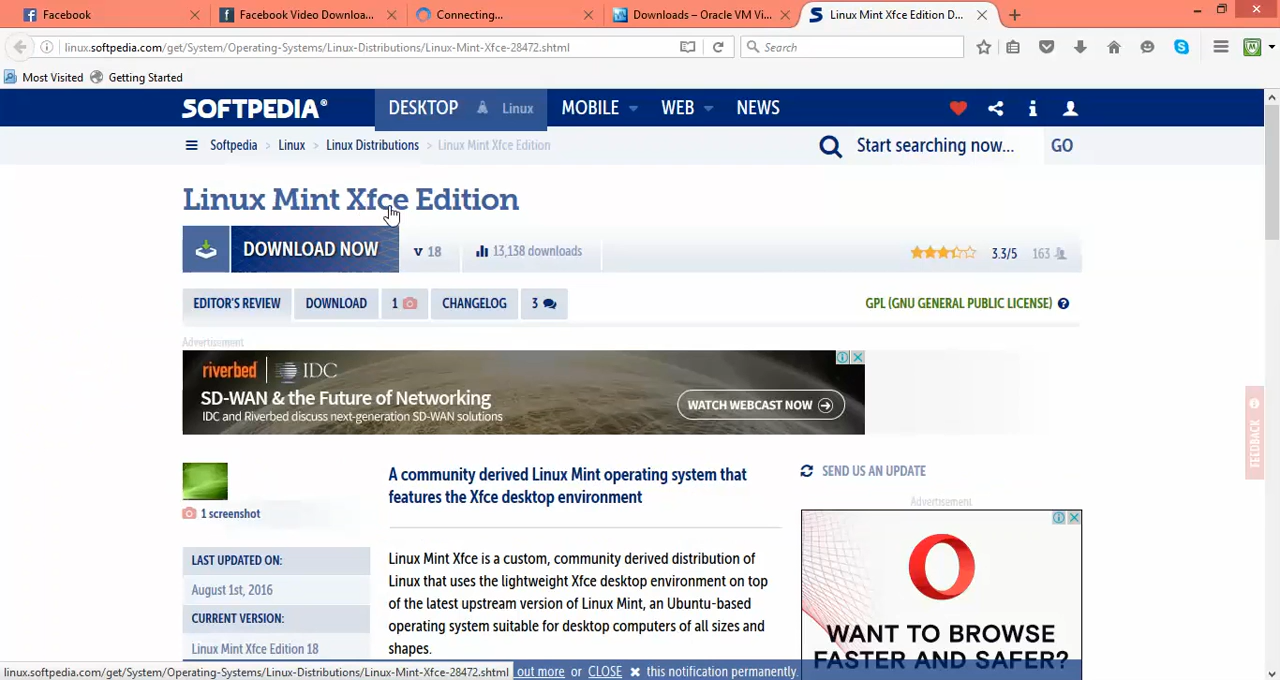 Facebook
Facebook Video Downloa...
Connecting...
Downloads – Oracle VM Vi...
Linux Mint Xfce Edition D...
linux.softpedia.com/get/System/Operating-Systems/Linux-Distributions/Linux-Mint-Xfce-28472.shtml
Search
Most Visited
Getting Started
SOFTPEDIA®
DESKTOP
Linux
MOBILE
WEB
NEWS
Softpedia > Linux > Linux Distributions > Linux Mint Xfce Edition
Start searching now...
GO
Linux Mint Xfce Edition
DOWNLOAD NOW
v 18
13,138 downloads
3.3/5
163
EDITOR'S REVIEW
DOWNLOAD
1
CHANGELOG
3
GPL (GNU GENERAL PUBLIC LICENSE)
Advertisement
riverbed | IDC
SD-WAN & the Future of Networking
IDC and Riverbed discuss next-generation SD-WAN solutions
WATCH WEBCAST NOW
FEEDBACK
1 screenshot
A community derived Linux Mint operating system that
features the Xfce desktop environment
SEND US AN UPDATE
Advertisement
LAST UPDATED ON:
August 1st, 2016
CURRENT VERSION:
Linux Mint Xfce Edition 18
Linux Mint Xfce is a custom, community derived distribution of
Linux that uses the lightweight Xfce desktop environment on top
of the latest upstream version of Linux Mint, an Ubuntu-based
operating system suitable for desktop computers of all sizes and
shapes.
WANT TO BROWSE
FASTER AND SAFER?
linux.softpedia.com/get/System/Operating-Systems/Linux-Distributions/Linux-Mint-Xfce-28472.shtml
out more or CLOSE ✖ this notification permanently.